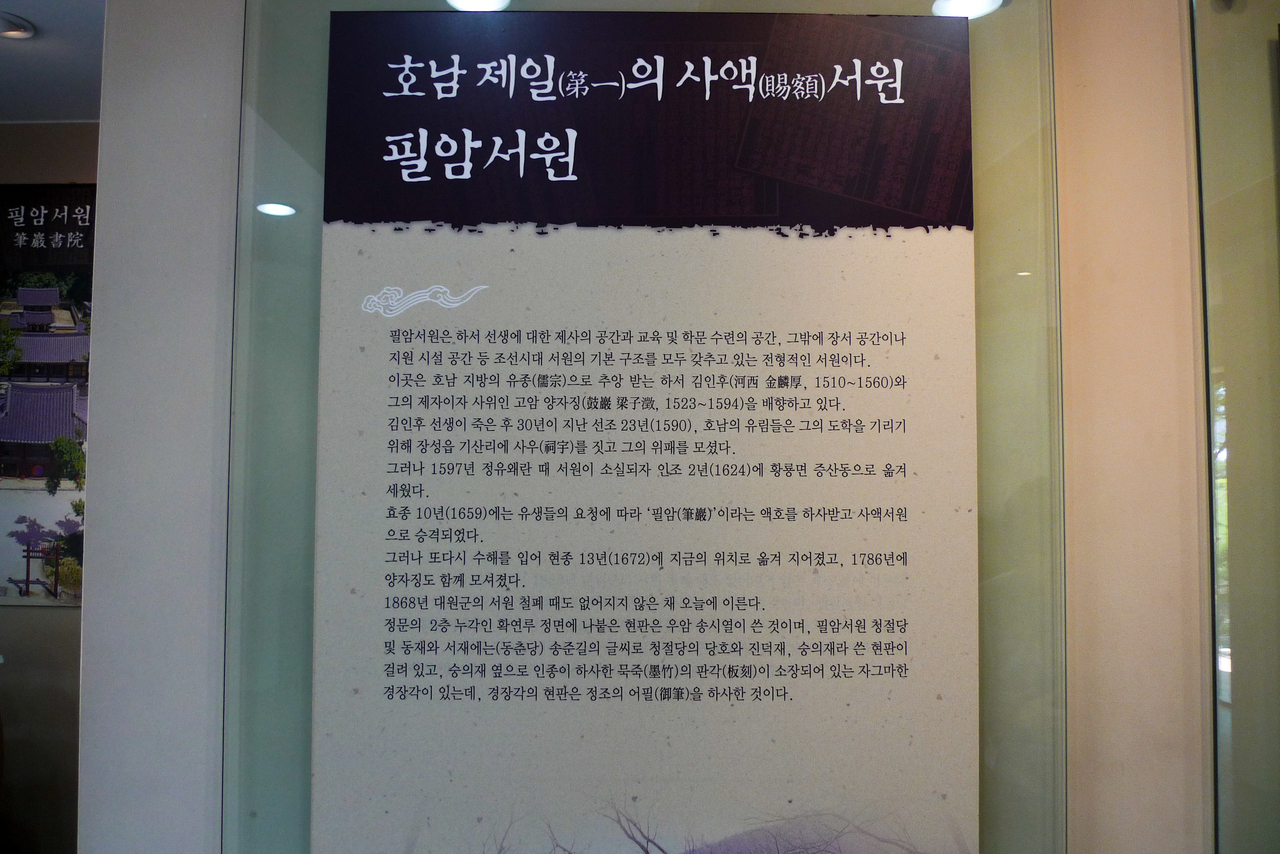 호남 제일(第一)의 사액(賜額)서원
필암서원
필암서원
筆巖書院
필암서원은 하서 선생에 대한 제사의 공간과 교육 및 학문 수련의 공간, 그밖에 장서 공간이나
지원 시설 공간 등 조선시대 서원의 기본 구조를 모두 갖추고 있는 전형적인 서원이다.
이곳은 호남 지방의 유종(儒宗)으로 추앙 받는 하서 김인후(河西 金麟厚, 1510~1560)와
그의 제자이자 사위인 고암 양자징(鼓巖 梁子澂, 1523~1594)을 배향하고 있다.
김인후 선생이 죽은 후 30년이 지난 선조 23년(1590), 호남의 유림들은 그의 도학을 기리기
위해 장성읍 기산리에 사우(祠宇)를 짓고 그의 위패를 모셨다.
그러나 1597년 정유왜란 때 서원이 소실되자 인조 2년(1624)에 황룡면 증산동으로 옮겨
세웠다.
효종 10년(1659)에는 유생들의 요청에 따라 ‘필암(筆巖)’이라는 액호를 하사받고 사액서원
으로 승격되었다.
그러나 또다시 수해를 입어 현종 13년(1672)에 지금의 위치로 옮겨 지어졌고, 1786년에
양자징도 함께 모셔졌다.
1868년 대원군의 서원 철폐 때도 없어지지 않은 채 오늘에 이른다.
정문의 2층 누각인 확연루 정면에 나붙은 현판은 우암 송시열이 쓴 것이며, 필암서원 청절당
및 동재와 서재에는(동춘당) 송준길의 글씨로 청절당의 당호와 진덕재, 숭의재라 쓴 현판이
걸려 있고, 숭의재 옆으로 인종이 하사한 묵죽(墨竹)의 판각(板刻)이 소장되어 있는 자그마한
경장각이 있는데, 경장각의 현판은 정조의 어필(御筆)을 하사한 것이다.